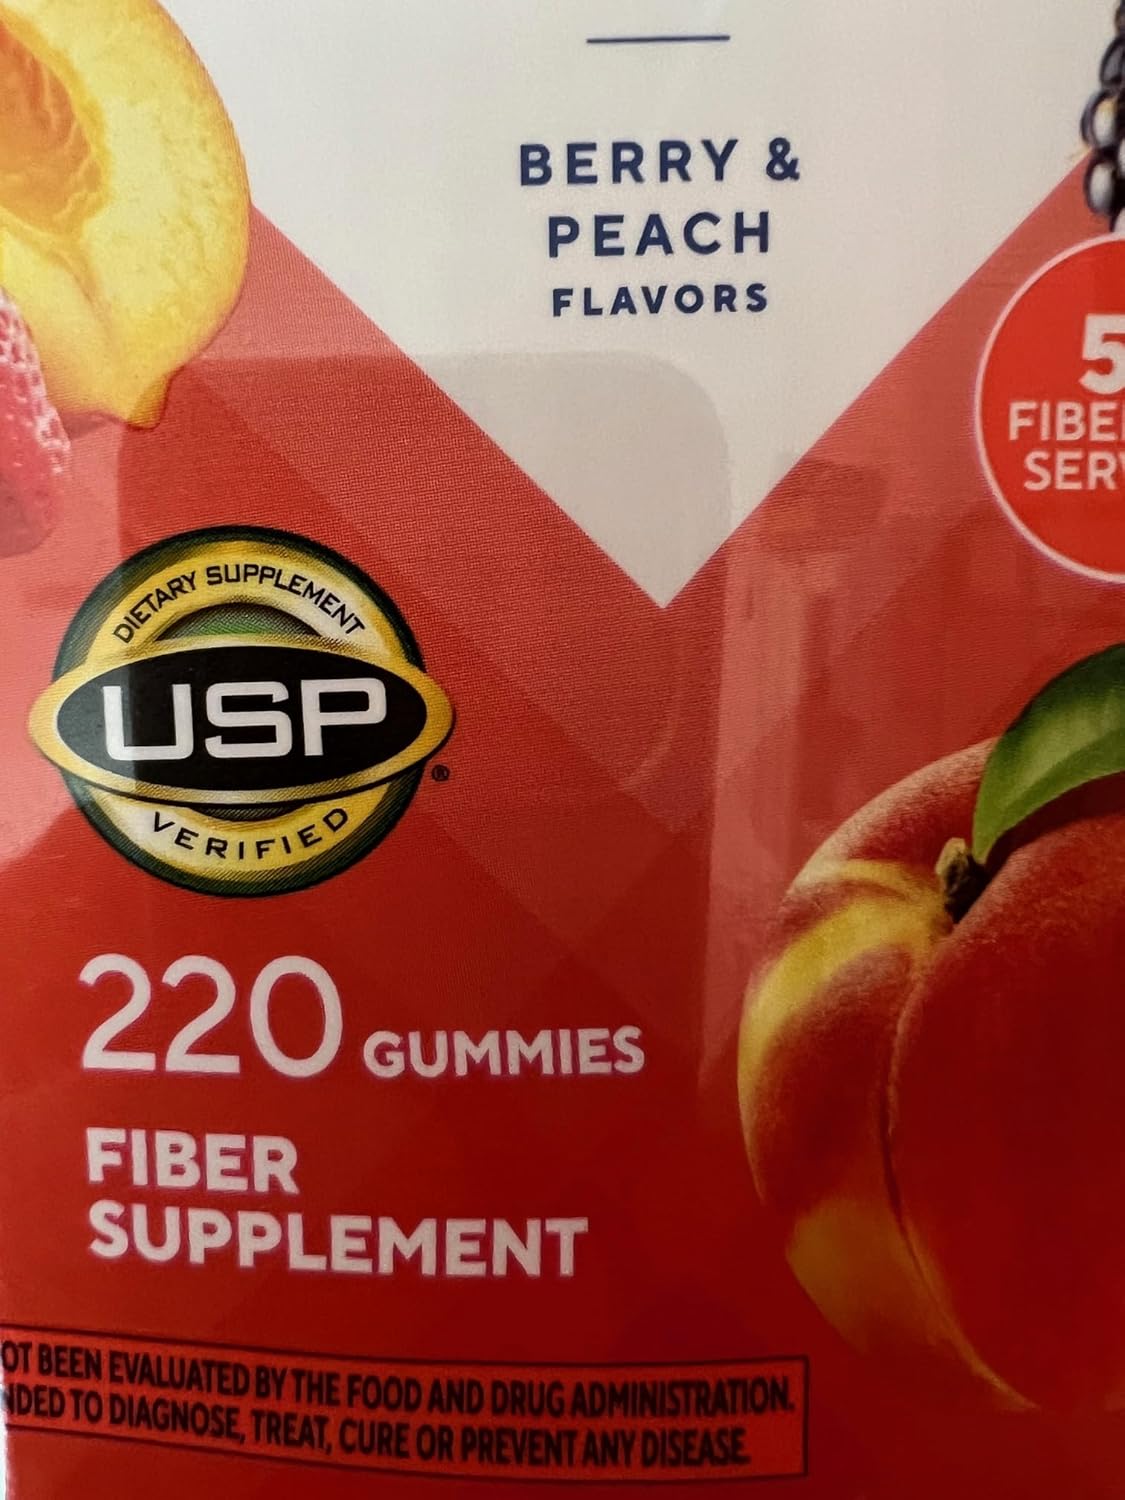 BERRY &
PEACH
FLAVORS
5
FIBE
SER
DIETARY SUPPLEMENT
USP
®
VERIFIED
220 GUMMIES
FIBER
SUPPLEMENT
OT BEEN EVALUATED BY THE FOOD AND DRUG ADMINISTRATION.
NDED TO DIAGNOSE, TREAT, CURE OR PREVENT ANY DISEASE.